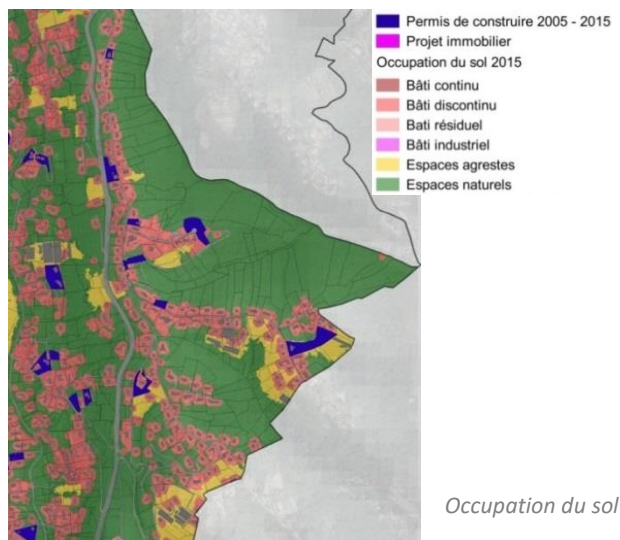 Permis de construire 2005 - 2015
Projet immobilier
Occupation du sol 2015
Bâti continu
Bâti discontinu
Bati résiduel
Bâti industriel
Espaces agrestes
Espaces naturels
Occupation du sol